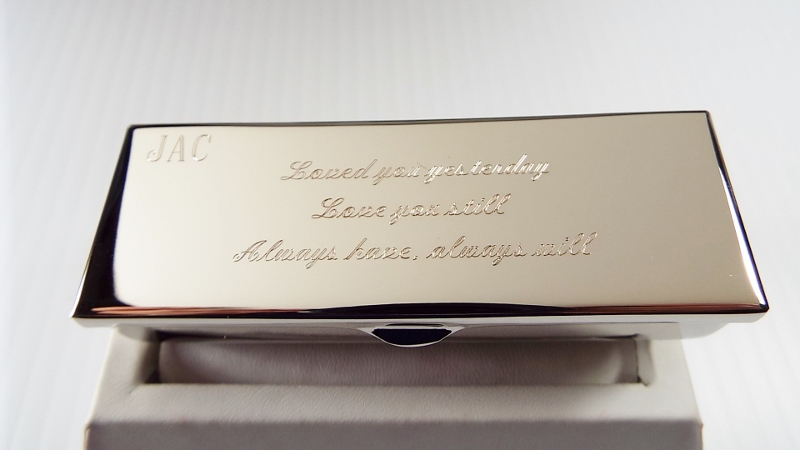 JAC
Loved you yesterday
Love you still
Always have, always will